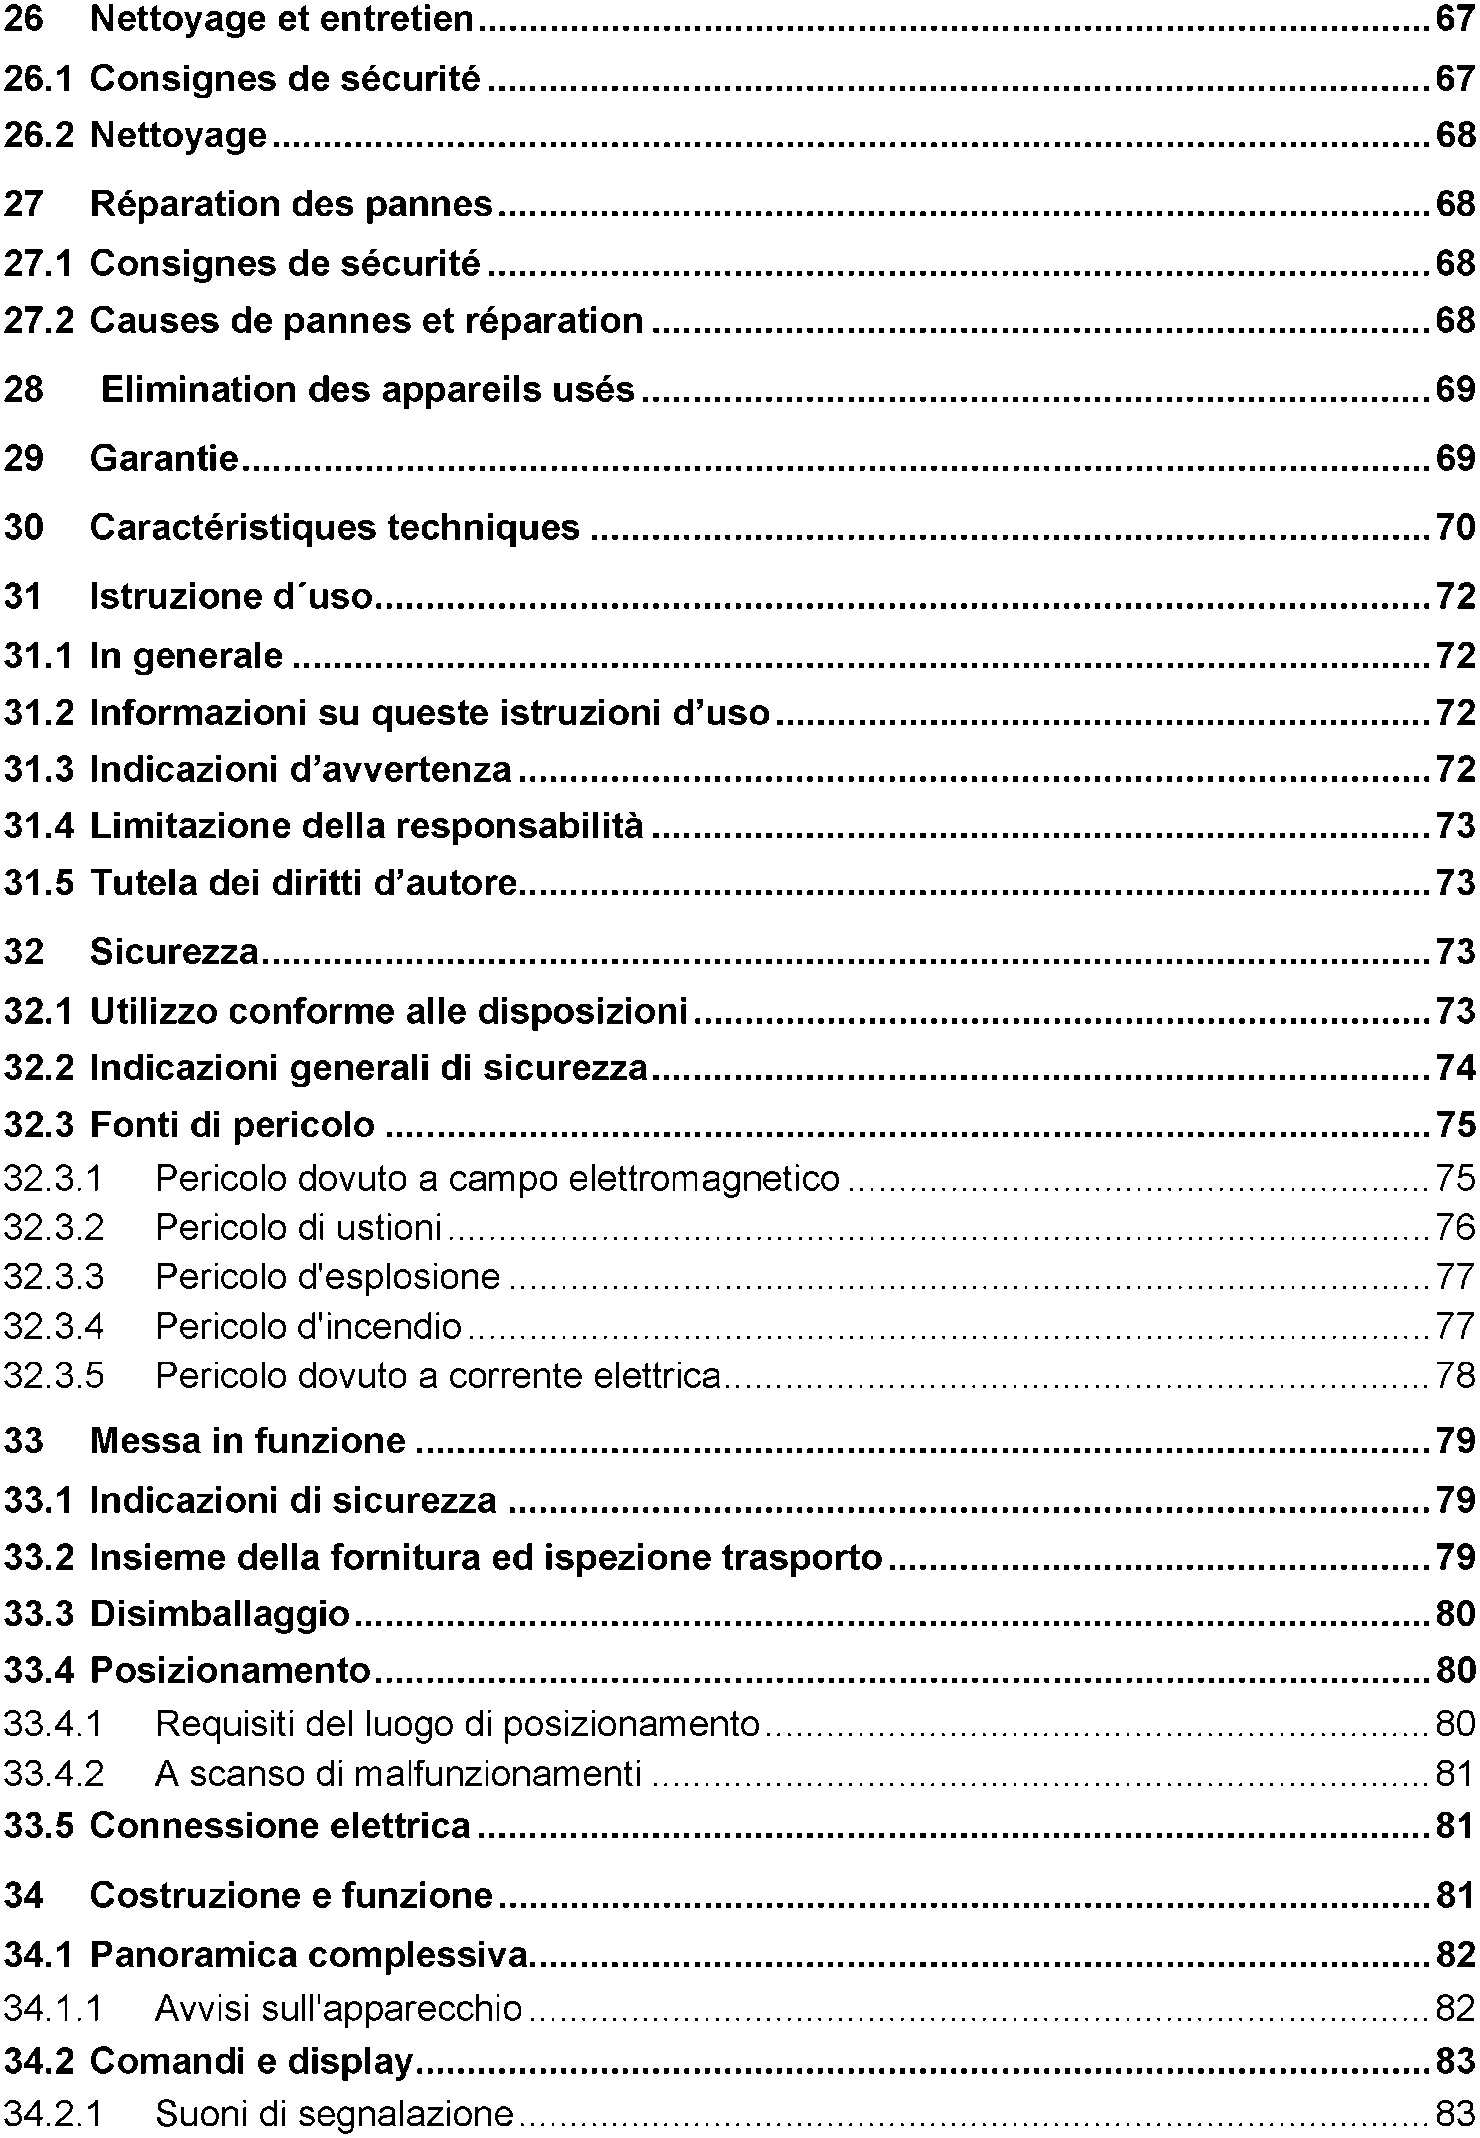 26 Nettoyage et entretien ........ 67
26.1 Consignes de sécurité ........ 67
26.2 Nettoyage ........ 68
27 Réparation des pannes ........ 68
27.1 Consignes de sécurité ........ 68
27.2 Causes de pannes et réparation ........ 68
28 Elimination des appareils usés ........ 69
29 Garantie ........ 69
30 Caractéristiques techniques ........ 70
31 Istruzione d´uso ........ 72
31.1 In generale ........ 72
31.2 Informazioni su queste istruzioni d’uso ........ 72
31.3 Indicazioni d’avvertenza ........ 72
31.4 Limitazione della responsabilità ........ 73
31.5 Tutela dei diritti d’autore ........ 73
32 Sicurezza ........ 73
32.1 Utilizzo conforme alle disposizioni ........ 73
32.2 Indicazioni generali di sicurezza ........ 74
32.3 Fonti di pericolo ........ 75
32.3.1 Pericolo dovuto a campo elettromagnetico ........ 75
32.3.2 Pericolo di ustioni ........ 76
32.3.3 Pericolo d'esplosione ........ 77
32.3.4 Pericolo d'incendio ........ 77
32.3.5 Pericolo dovuto a corrente elettrica ........ 78
33 Messa in funzione ........ 79
33.1 Indicazioni di sicurezza ........ 79
33.2 Insieme della fornitura ed ispezione trasporto ........ 79
33.3 Disimballaggio ........ 80
33.4 Posizionamento ........ 80
33.4.1 Requisiti del luogo di posizionamento ........ 80
33.4.2 A scanso di malfunzionamenti ........ 81
33.5 Connessione elettrica ........ 81
34 Costruzione e funzione ........ 81
34.1 Panoramica complessiva ........ 82
34.1.1 Avvisi sull'apparecchio ........ 82
34.2 Comandi e display ........ 83
34.2.1 Suoni di segnalazione ........ 83